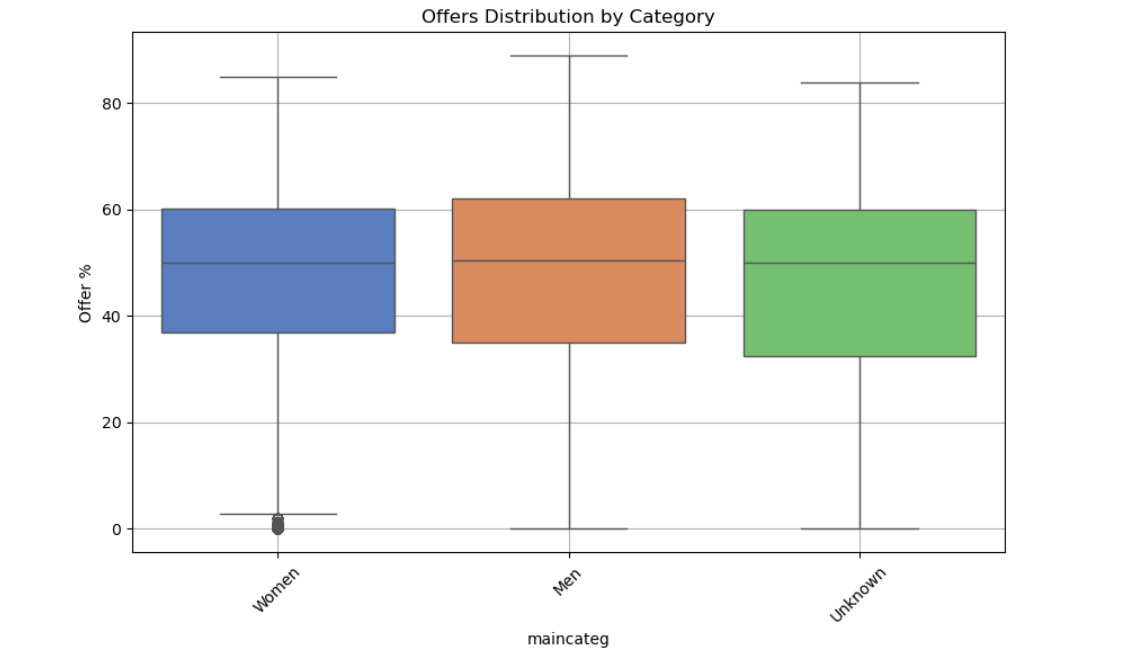 Offers Distribution by Category
Offer %
80
60
40
20
0
Women
Men
Unknown
maincateg